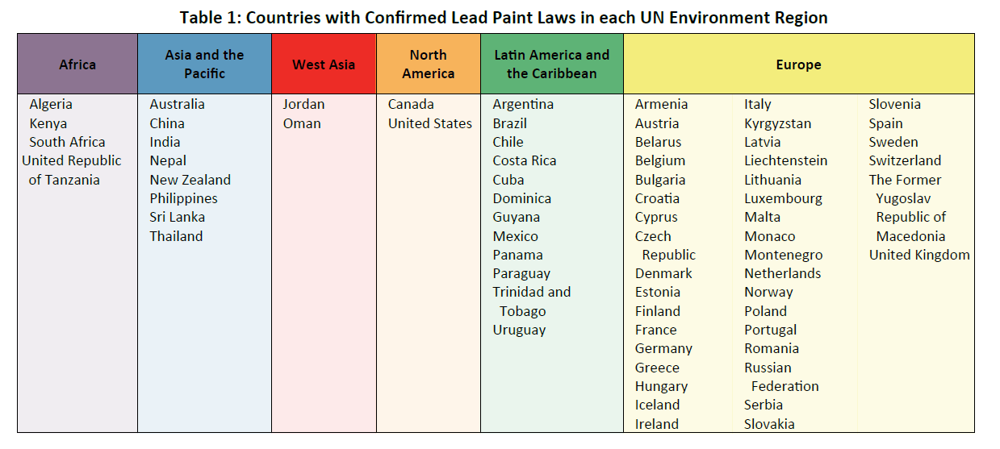 Table 1: Countries with Confirmed Lead Paint Laws in each UN Environment Region
Africa
Asia and the
Pacific
West Asia
North
America
Latin America and
the Caribbean
Europe
Algeria
Kenya
South Africa
United Republic
of Tanzania
Australia
China
India
Nepal
New Zealand
Philippines
Sri Lanka
Thailand
Jordan
Oman
Canada
United States
Argentina
Brazil
Chile
Costa Rica
Cuba
Dominica
Guyana
Mexico
Panama
Paraguay
Trinidad and
Tobago
Uruguay
Armenia
Austria
Belarus
Belgium
Bulgaria
Croatia
Cyprus
Czech
Republic
Denmark
Estonia
Finland
France
Germany
Greece
Hungary
Iceland
Ireland
Italy
Kyrgyzstan
Latvia
Liechtenstein
Lithuania
Luxembourg
Malta
Monaco
Montenegro
Netherlands
Norway
Poland
Portugal
Romania
Russian
Federation
Serbia
Slovakia
Slovenia
Spain
Sweden
Switzerland
The Former
Yugoslav
Republic of
Macedonia
United Kingdom